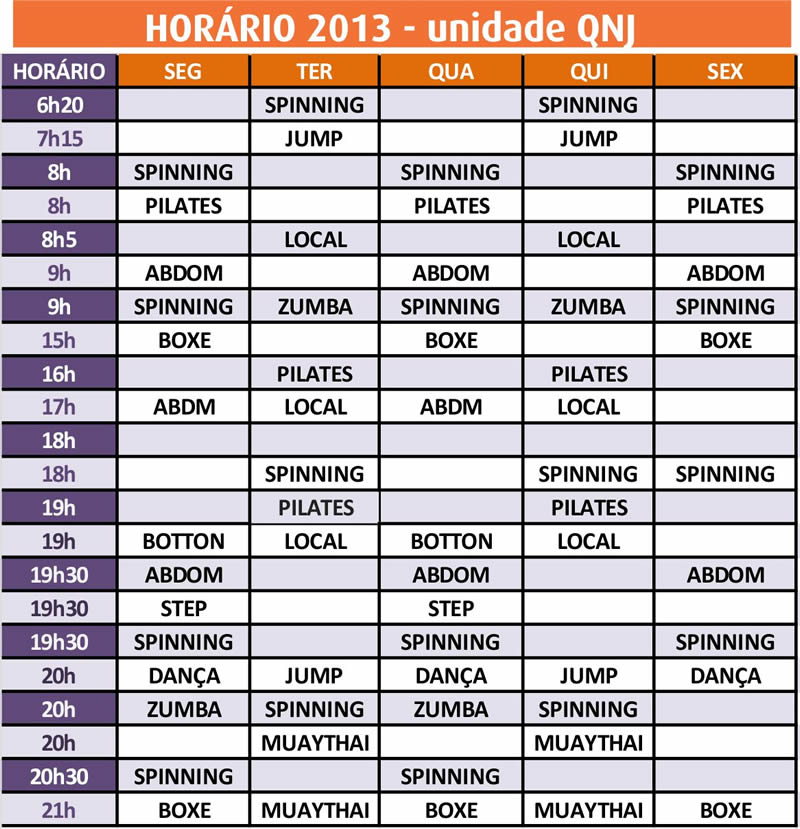 HORÁRIO 2013 - unidade QNJ
HORÁRIO SEG TER QUA QUI SEX
6h20 SPINNING SPINNING
7h15 JUMP JUMP
8h SPINNING SPINNING SPINNING
8h PILATES PILATES PILATES
8h5 LOCAL LOCAL
9h ABDOM ABDOM ABDOM
9h SPINNING ZUMBA SPINNING ZUMBA SPINNING
15h BOXE BOXE BOXE
16h PILATES PILATES
17h ABDM LOCAL ABDM LOCAL
18h
18h SPINNING SPINNING SPINNING
19h PILATES PILATES
19h BOTTON LOCAL BOTTON LOCAL
19h30 ABDOM ABDOM ABDOM
19h30 STEP STEP
19h30 SPINNING SPINNING SPINNING
20h DANÇA JUMP DANÇA JUMP DANÇA
20h ZUMBA SPINNING ZUMBA SPINNING
20h MUAYTHAI MUAYTHAI
20h30 SPINNING SPINNING
21h BOXE MUAYTHAI BOXE MUAYTHAI BOXE